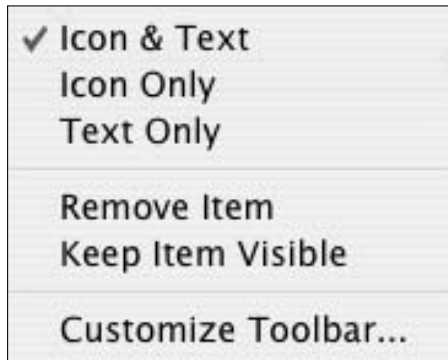 Icon & Text
Icon Only
Text Only
Remove Item
Keep Item Visible
Customize Toolbar...